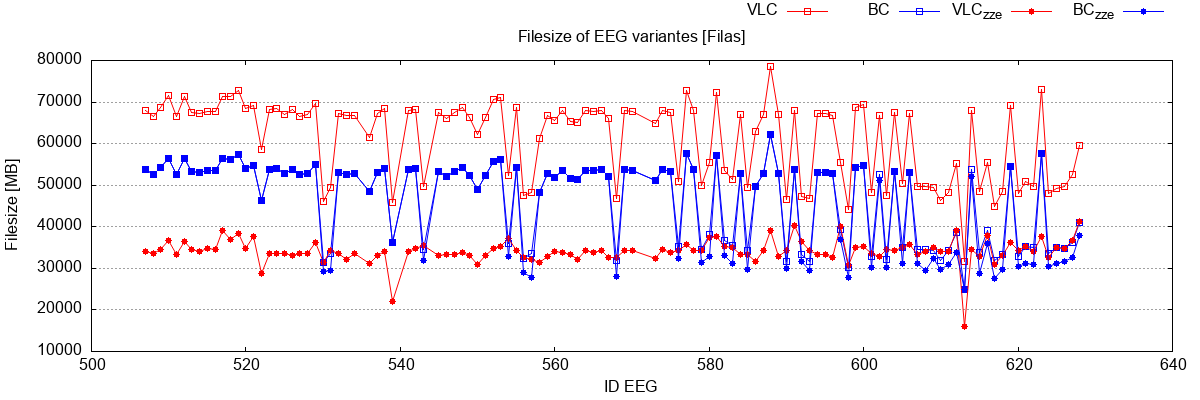 VLC BC VLCzze BCzze
Filesize of EEG variantes [Filas]
Filesize [MB]
80000
70000
60000
50000
40000
30000
20000
10000
500 520 540 560 580 600 620 640
ID EEG